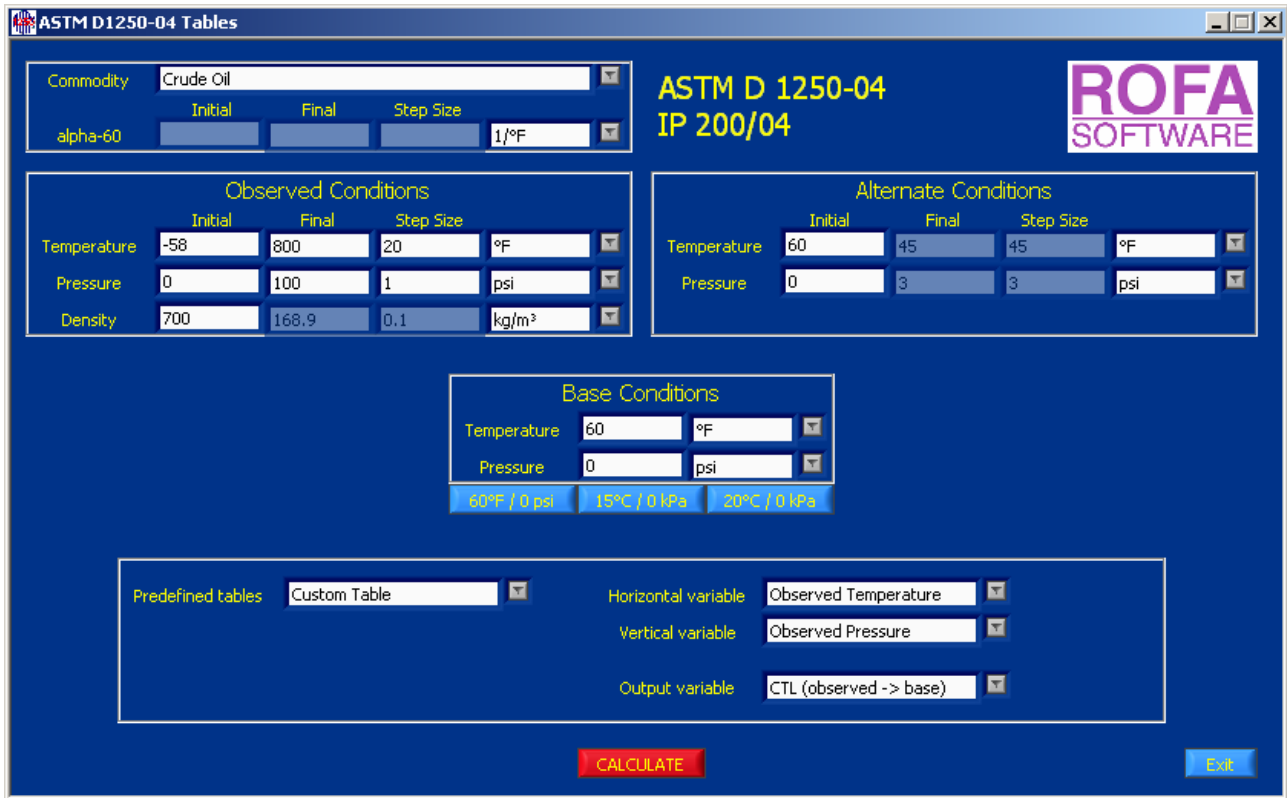 ASTM D1250-04 Tables
Commodity Crude Oil
Initial Final Step Size
alpha-60 1/°F
ASTM D 1250-04
IP 200/04
ROFA
SOFTWARE
Observed Conditions
Initial Final Step Size
Temperature -58 800 20 °F
Pressure 0 100 1 psi
Density 700 168.9 0.1 kg/m³
Alternate Conditions
Initial Final Step Size
Temperature 60 45 45 °F
Pressure 0 3 3 psi
Base Conditions
Temperature 60 °F
Pressure 0 psi
60°F / 0 psi 15°C / 0 kPa 20°C / 0 kPa
Predefined tables Custom Table
Horizontal variable Observed Temperature
Vertical variable Observed Pressure
Output variable CTL (observed -> base)
CALCULATE
Exit